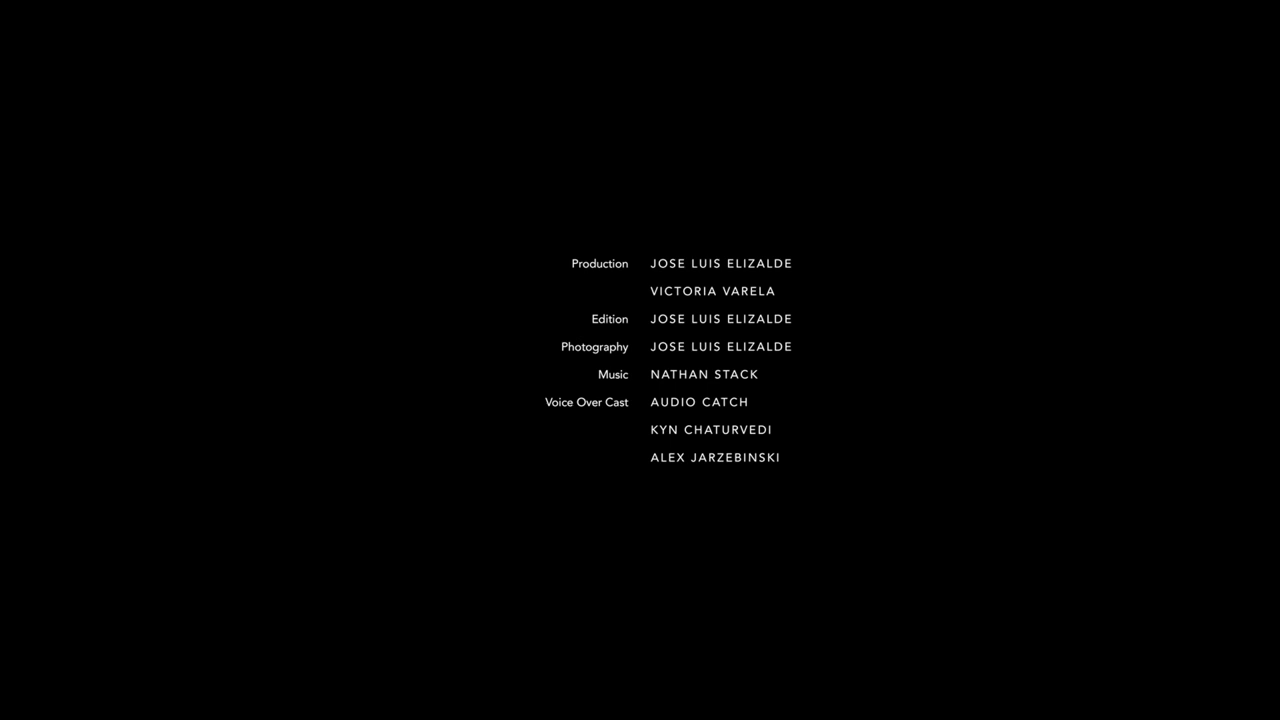 Production JOSE LUIS ELIZALDE
VICTORIA VARELA
Edition JOSE LUIS ELIZALDE
Photography JOSE LUIS ELIZALDE
Music NATHAN STACK
Voice Over Cast AUDIO CATCH
KYN CHATURVEDI
ALEX JARZEBINSKI